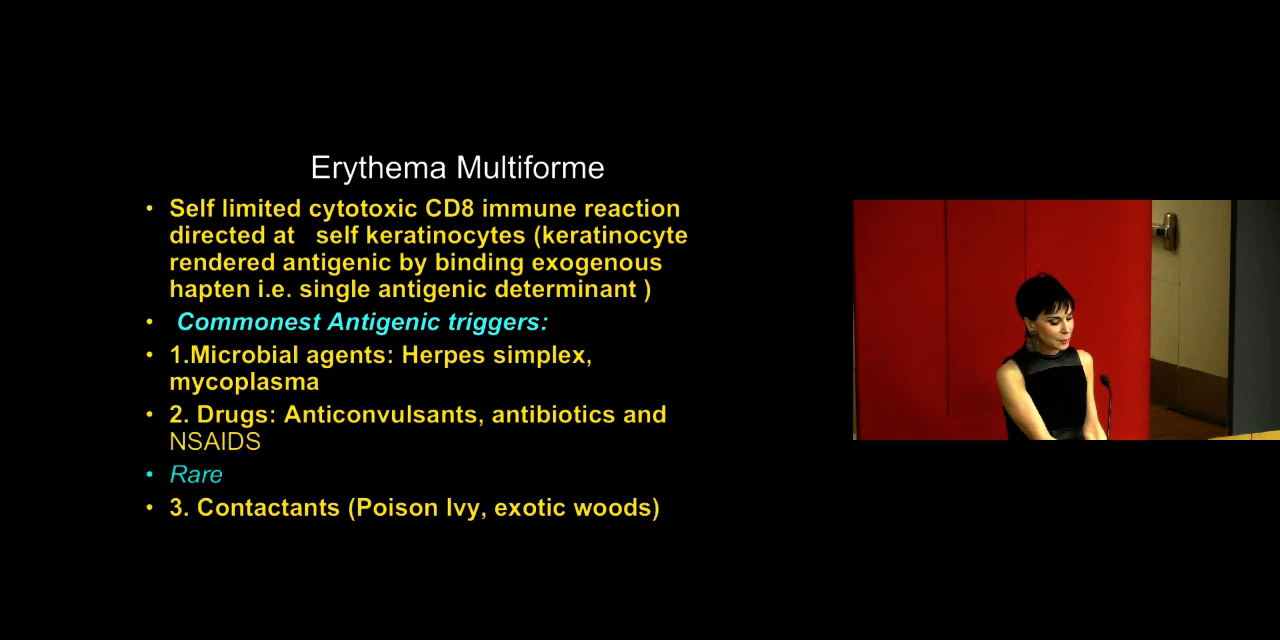 Erythema Multiforme
• Self limited cytotoxic CD8 immune reaction
directed at   self keratinocytes (keratinocyte
rendered antigenic by binding exogenous
hapten i.e. single antigenic determinant )
• Commonest Antigenic triggers:
• 1.Microbial agents: Herpes simplex,
mycoplasma
• 2. Drugs: Anticonvulsants, antibiotics and
NSAIDS
• Rare
• 3. Contactants (Poison Ivy, exotic woods)